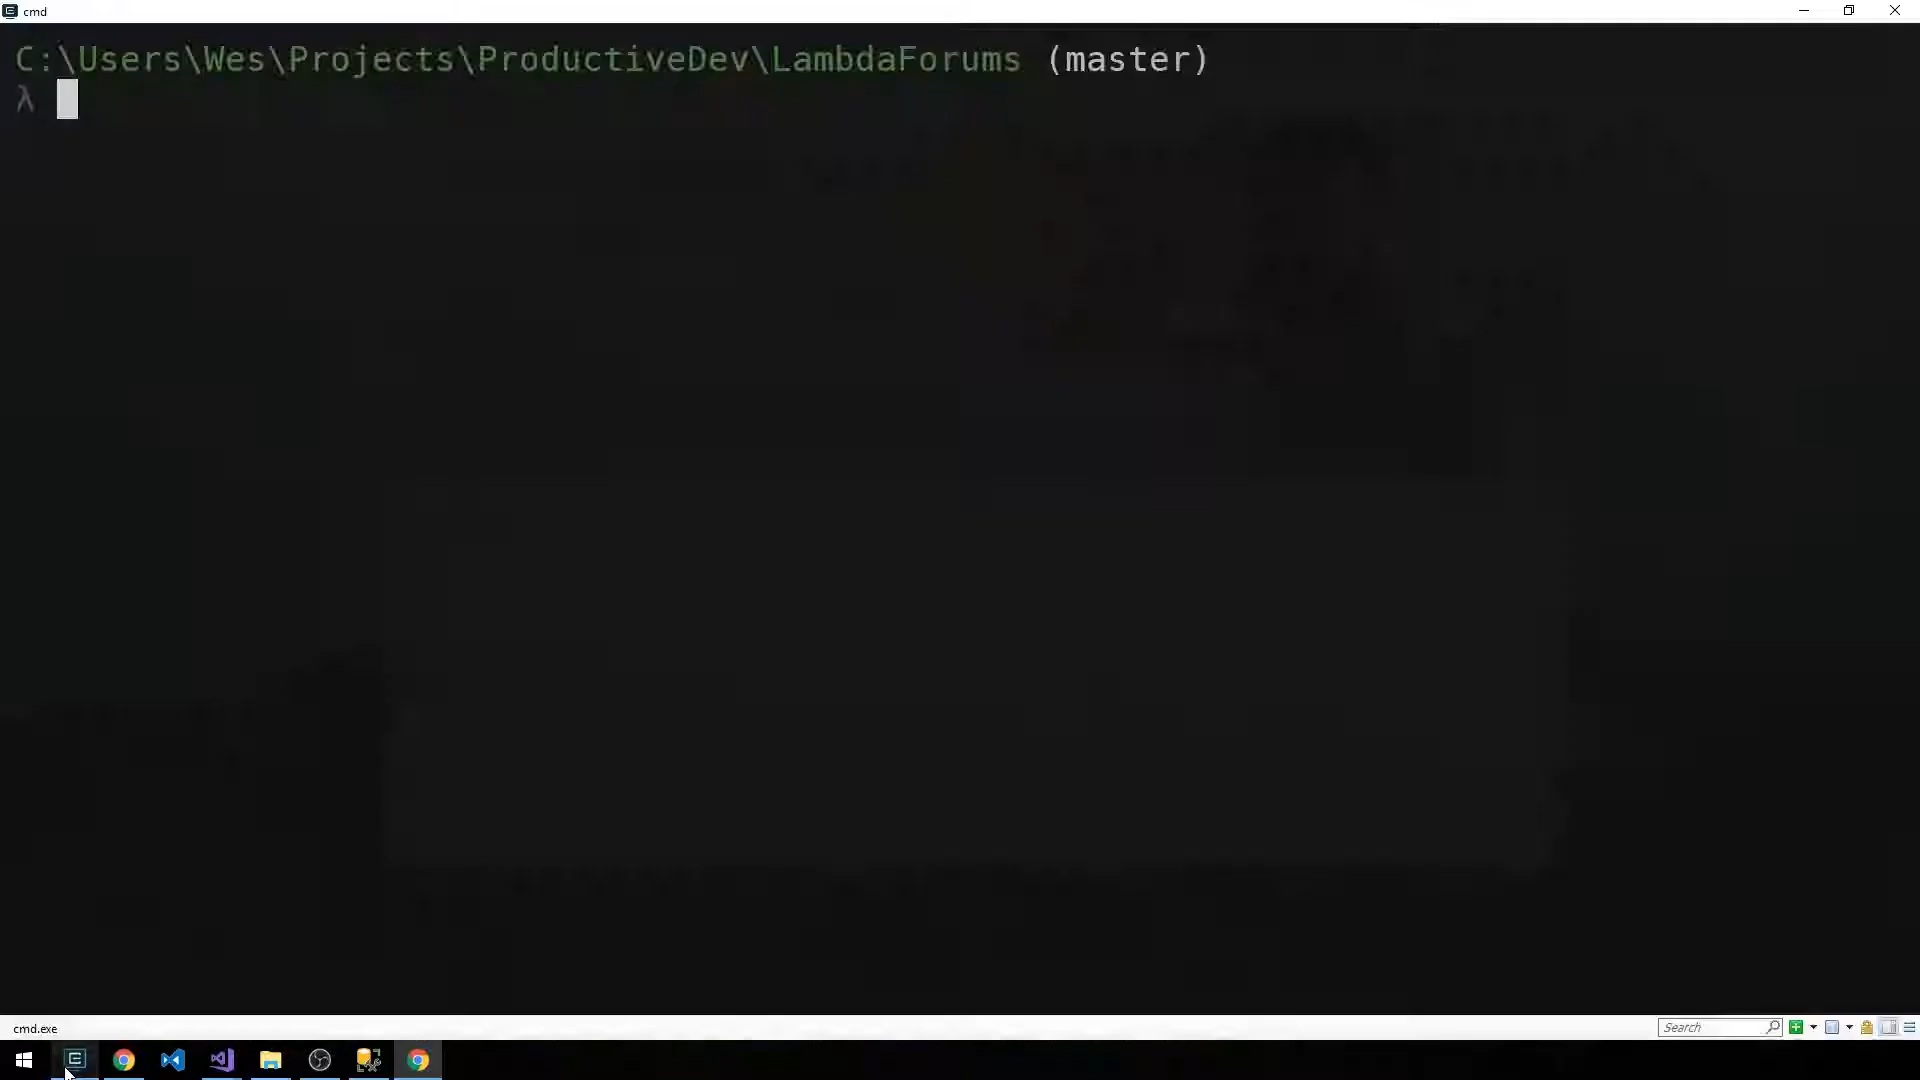 cmd
C:\Users\Wes\Projects\ProductiveDev\LambdaForums (master)
λ
cmd.exe
Search